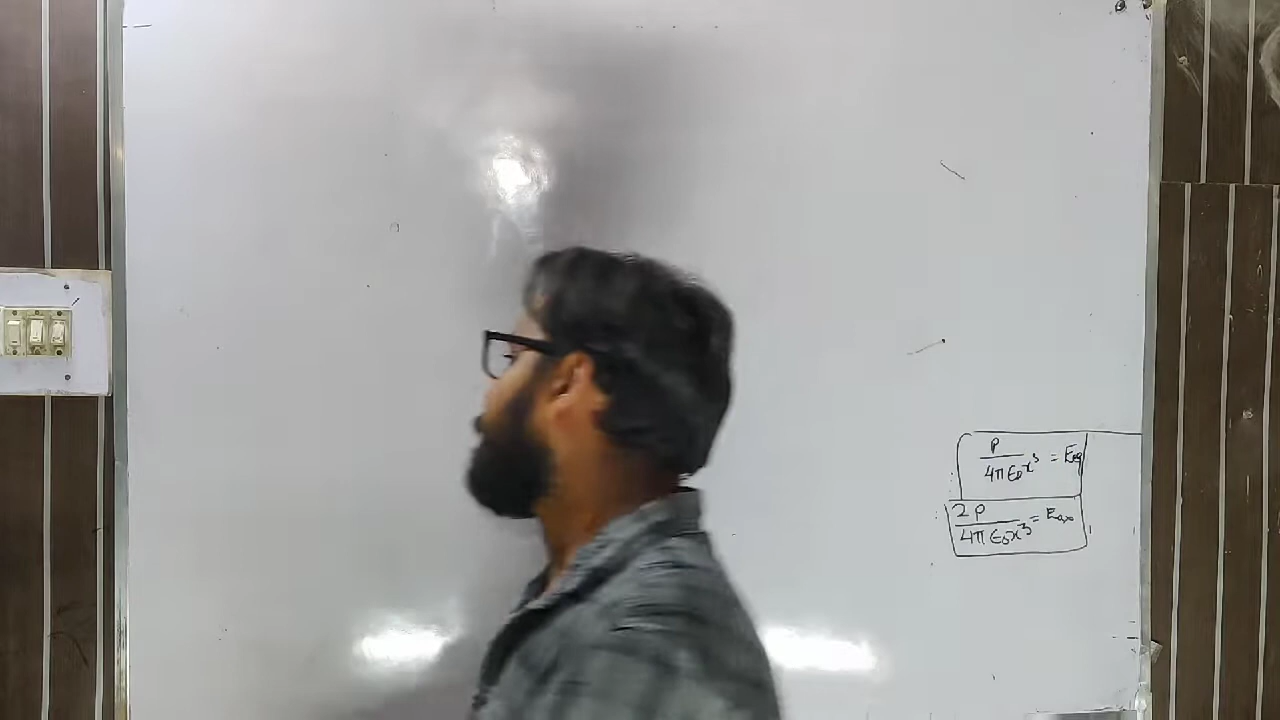 P / 4πε₀x³ = Eeq
2P / 4πε₀x³ = Eax